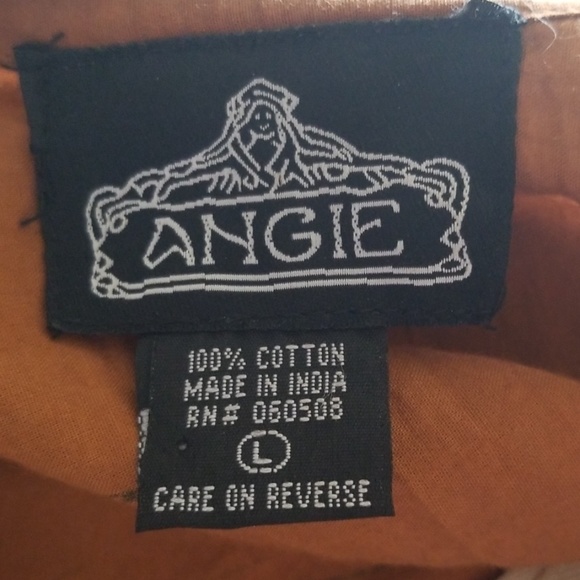 ANGIE
100% COTTON
MADE IN INDIA
RN# 060508
L
CARE ON REVERSE